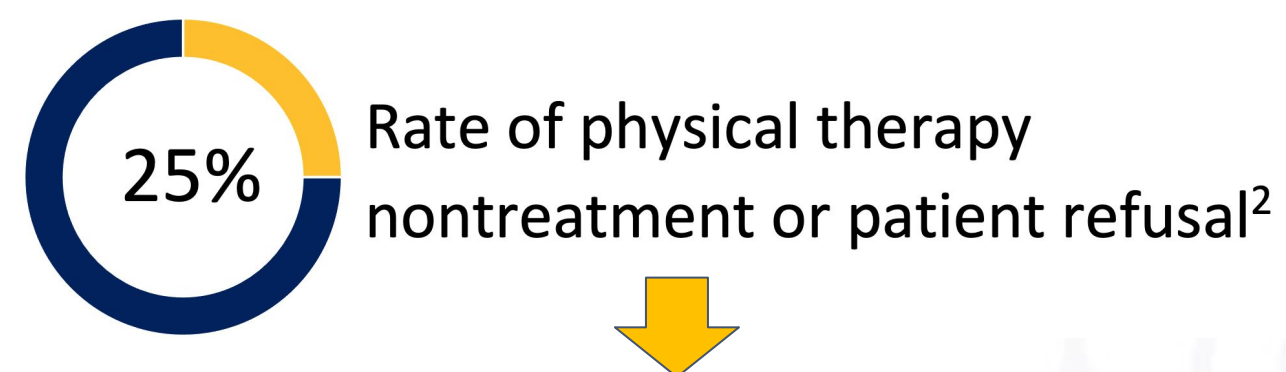 25%
Rate of physical therapy
nontreatment or patient refusal²